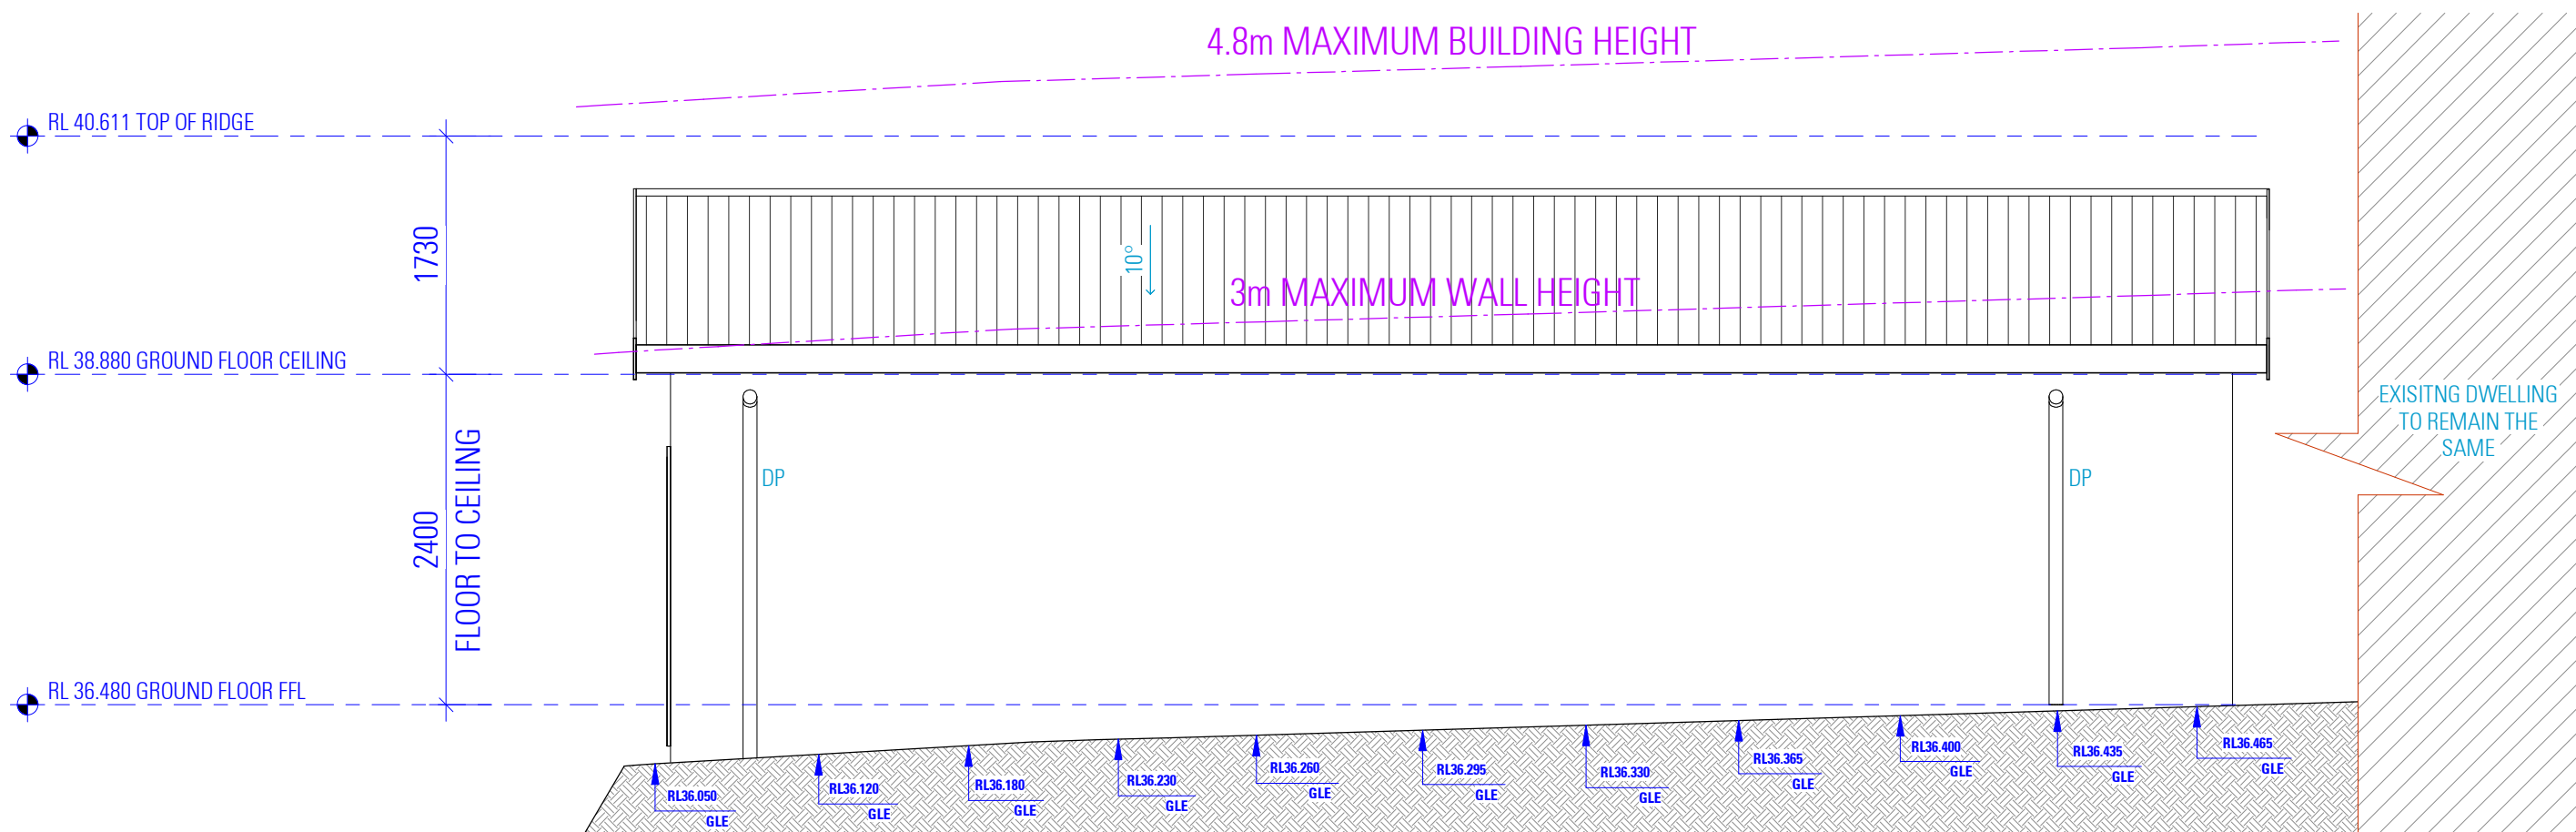 4.8m MAXIMUM BUILDING HEIGHT
RL 40.611 TOP OF RIDGE
1730
10°
3m MAXIMUM WALL HEIGHT
RL 38.880 GROUND FLOOR CEILING
EXISITNG DWELLING
TO REMAIN THE
SAME
2400
FLOOR TO CEILING
DP
DP
RL 36.480 GROUND FLOOR FFL
RL36.050
GLE
RL36.120
GLE
RL36.180
GLE
RL36.230
GLE
RL36.260
GLE
RL36.295
GLE
RL36.330
GLE
RL36.365
GLE
RL36.400
GLE
RL36.435
GLE
RL36.465
GLE